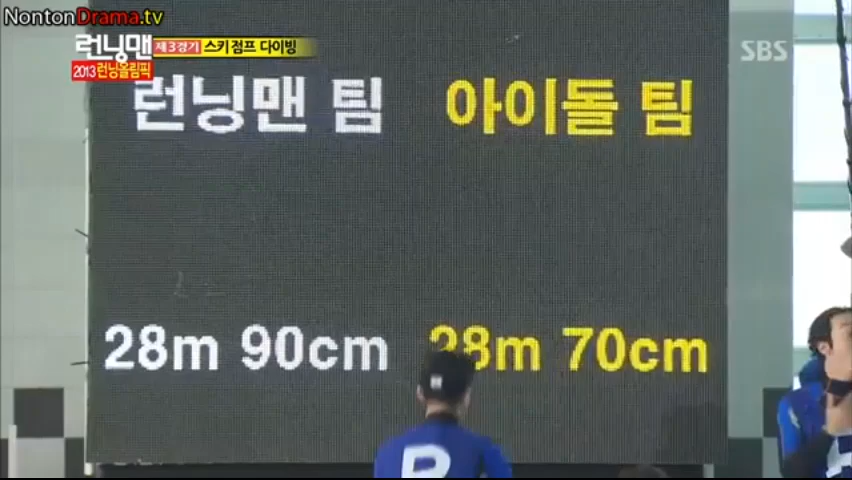 NontonDrama.tv
런닝맨 제3경기 스키점프 다이빙
2013 런닝올림픽
SBS
런닝맨 팀 아이돌 팀
28m 90cm 28m 70cm
R